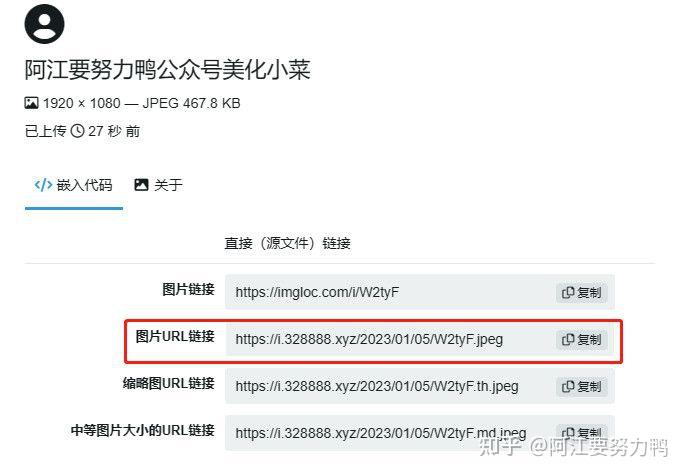 阿江要努力鸭公众号美化小菜
1920 × 1080 — JPEG 467.8 KB
已上传 27 秒 前
</> 嵌入代码 关于
直接（源文件）链接
图片链接 https://imgloc.com/i/W2tyF 复制
图片URL链接 https://i.328888.xyz/2023/01/05/W2tyF.jpeg 复制
缩略图URL链接 https://i.328888.xyz/2023/01/05/W2tyF.th.jpeg 复制
中等图片大小的URL链接 https://i.328888.xyz/2023/01/05/W2tyF.md.jpeg 复制
知乎 @阿江要努力鸭